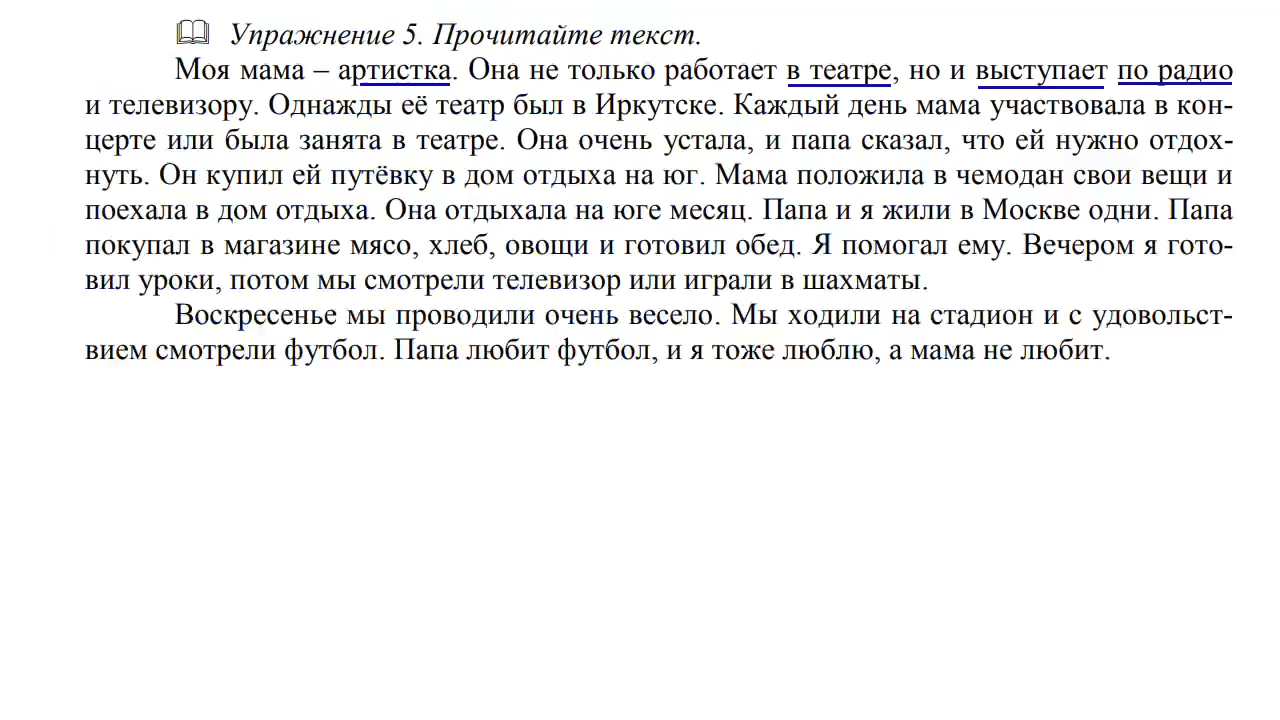 Упражнение 5. Прочитайте текст.
Моя мама – артистка. Она не только работает в театре, но и выступает по радио
и телевизору. Однажды её театр был в Иркутске. Каждый день мама участвовала в кон-
церте или была занята в театре. Она очень устала, и папа сказал, что ей нужно отдох-
нуть. Он купил ей путёвку в дом отдыха на юг. Мама положила в чемодан свои вещи и
поехала в дом отдыха. Она отдыхала на юге месяц. Папа и я жили в Москве одни. Папа
покупал в магазине мясо, хлеб, овощи и готовил обед. Я помогал ему. Вечером я гото-
вил уроки, потом мы смотрели телевизор или играли в шахматы.
Воскресенье мы проводили очень весело. Мы ходили на стадион и с удовольст-
вием смотрели футбол. Папа любит футбол, и я тоже люблю, а мама не любит.